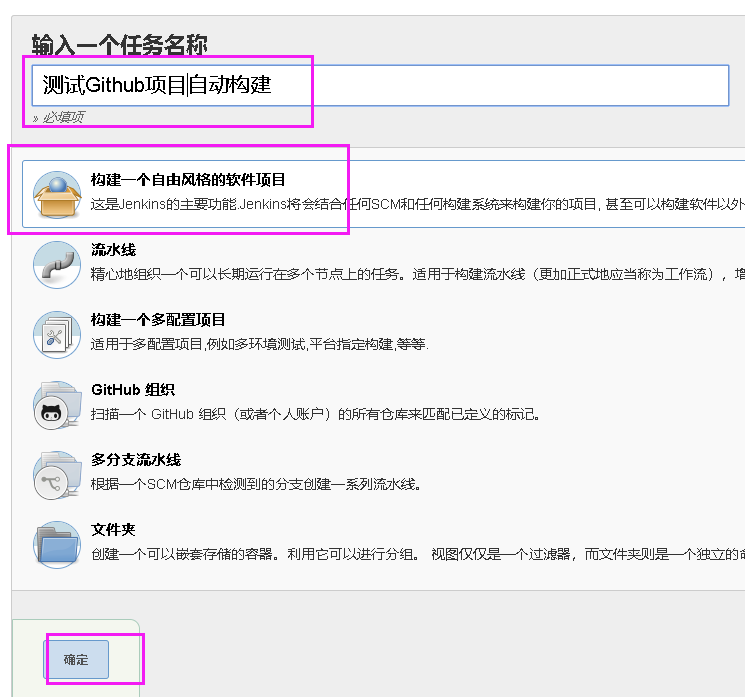 输入一个任务名称
测试Github项目自动构建
» 必填项
构建一个自由风格的软件项目
这是Jenkins的主要功能.Jenkins将会结合任何SCM和任何构建系统来构建你的项目, 甚至可以构建软件以外
流水线
精心地组织一个可以长期运行在多个节点上的任务。适用于构建流水线（更加正式地应当称为工作流），增
构建一个多配置项目
适用于多配置项目,例如多环境测试,平台指定构建,等等.
GitHub 组织
扫描一个 GitHub 组织（或者个人账户）的所有仓库来匹配已定义的标记。
多分支流水线
根据一个SCM仓库中检测到的分支创建一系列流水线。
文件夹
创建一个可以嵌套存储的容器。利用它可以进行分组。 视图仅仅是一个过滤器，而文件夹则是一个独立的命
确定